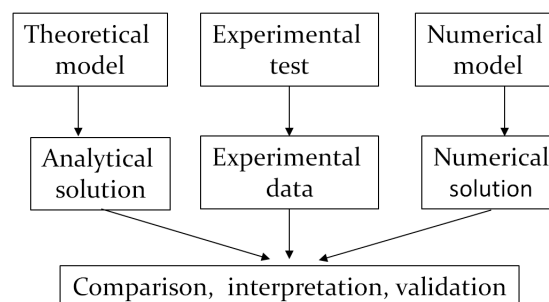 Theoretical
model
Experimental
test
Numerical
model
Analytical
solution
Experimental
data
Numerical
solution
Comparison, interpretation, validation